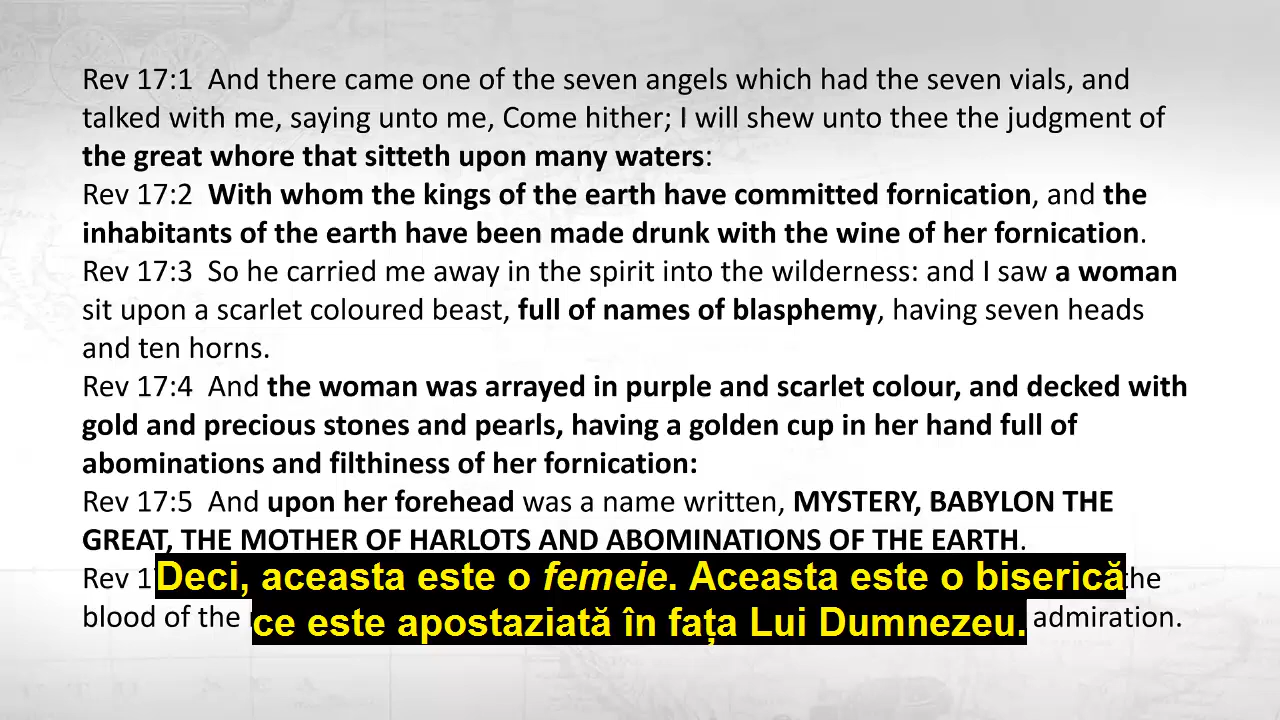 Rev 17:1 And there came one of the seven angels which had the seven vials, and
talked with me, saying unto me, Come hither; I will shew unto thee the judgment of
the great whore that sitteth upon many waters:
Rev 17:2 With whom the kings of the earth have committed fornication, and the
inhabitants of the earth have been made drunk with the wine of her fornication.
Rev 17:3 So he carried me away in the spirit into the wilderness: and I saw a woman
sit upon a scarlet coloured beast, full of names of blasphemy, having seven heads
and ten horns.
Rev 17:4 And the woman was arrayed in purple and scarlet colour, and decked with
gold and precious stones and pearls, having a golden cup in her hand full of
abominations and filthiness of her fornication:
Rev 17:5 And upon her forehead was a name written, MYSTERY, BABYLON THE
GREAT, THE MOTHER OF HARLOTS AND ABOMINATIONS OF THE EARTH.
Rev
blood of the admiration.
Deci, aceasta este o femeie. Aceasta este o biserică
ce este apostaziată în fața Lui Dumnezeu.